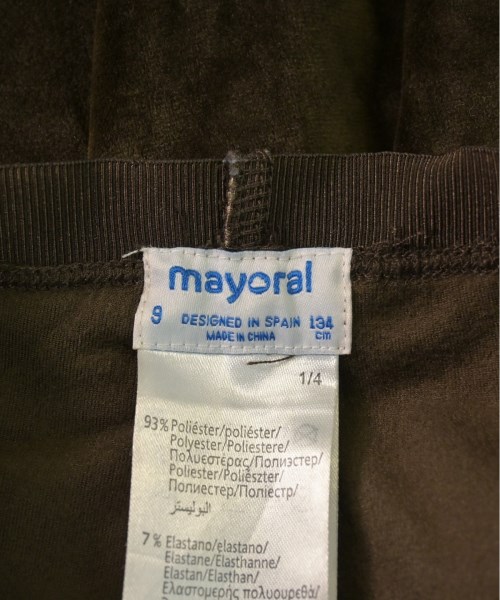 mayoral
9 DESIGNED IN SPAIN 134
MADE IN CHINA cm
1/4
93% Poliéster/poliéster/
Polyester/Poliestere/
Πολυεστέρας/Полиэстер/
Poliester/Poliészter/
Полиестер/Поліестр/
البوليستر
7% Elastano/elastano/
Elastane/Elasthanne/
Elastan/Elasthan/
Ελαστομερής πολυουρεθά/